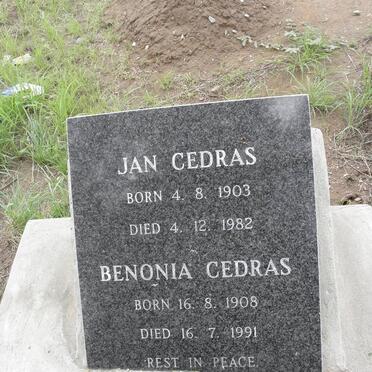 JAN CEDRAS
BORN 4. 8. 1903
DIED 4. 12. 1982
BENONIA CEDRAS
BORN 16. 8. 1908
DIED 16. 7. 1991
REST IN PEACE